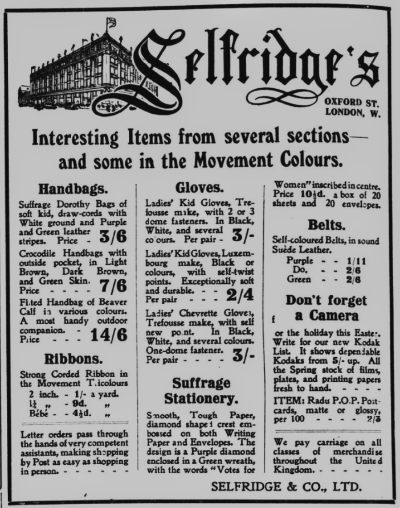 Selfridge's
OXFORD ST.
LONDON, W.
Interesting Items from several sections—
and some in the Movement Colours.
Handbags.
Suffrage Dorothy Bags of
soft kid, draw-cords with
White ground and Purple
and Green leather
stripes. Price - 3/6
Crocodile Handbags with
outside pocket, in Light
Brown, Dark Brown,
and Green Skin.
Price - - - - 7/6
Fitted Handbag of Beaver
Calf in various colours.
A most handy outdoor
companion. -
Price - - - 14/6
Ribbons.
Strong Corded Ribbon in
the Movement Tricolours
2 inch. - 1/- a yard.
1½ „ - 9d. „
Bébé - - 4½d. „
Letter orders pass through
the hands of very competent
assistants, making shopping
by Post as easy as shopping
in person. - - - - -
Gloves.
Ladies' Kid Gloves, Tre-
fousse make, with 2 or 3
dome fasteners. In Black,
White, and several
colours. Per pair - 3/-
Ladies' Kid Gloves, Luxem-
bourg make, Black or
colours, with self-twist
points. Exceptionally soft
and durable. - - - 2/4
Per pair
Ladies' Chevrette Gloves,
Trefousse make, with self
new point. In Black,
White, and several colours.
One-dome fastener. 3/-
Per pair - - - -
Suffrage
Stationery.
Smooth, Tough Paper,
diamond shaped crest em-
bossed on both Writing
Paper and Envelopes. The
design is a Purple diamond
enclosed in a Green wreath,
with the words "Votes for
Women" inscribed in centre.
Price 10½d. a box of 20
sheets and 20 envelopes.
Belts.
Self-coloured Belts, in sound
Suède Leather.
Purple - - 1/11
Do. - - - 2/6
Green - - 2/6
Don't forget
a Camera
f
or the holiday this Easter.
Write for our new Kodak
List. It shows dependable
Kodaks from 5/- up. All
the Spring stock of films,
plates, and printing papers
fresh to hand. - - - -
ITEM: Radu P.O.P. Post-
cards, matte or glossy,
per 100 - - - - 2/3
We pay carriage on all
classes of merchandise
throughout the United
Kingdom. - - - - -
SELFRIDGE & CO., LTD.